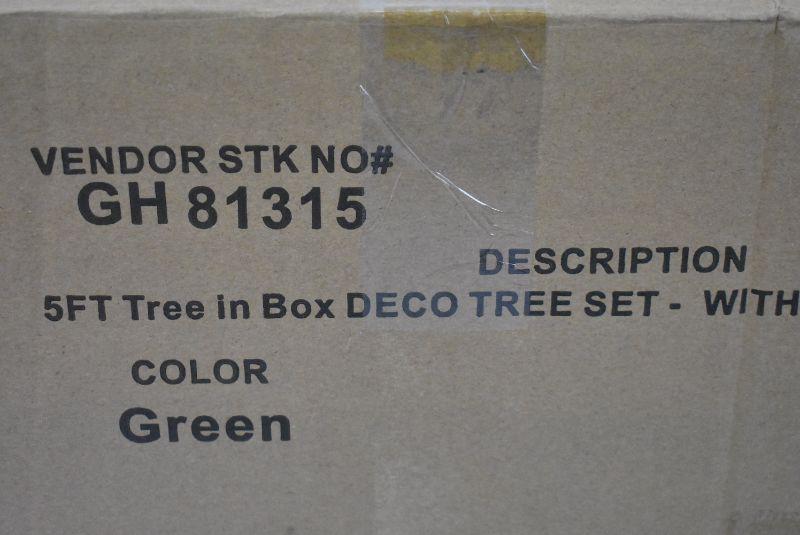 VENDOR STK NO#
GH 81315
DESCRIPTION
5FT Tree in Box DECO TREE SET - WITH
COLOR
Green